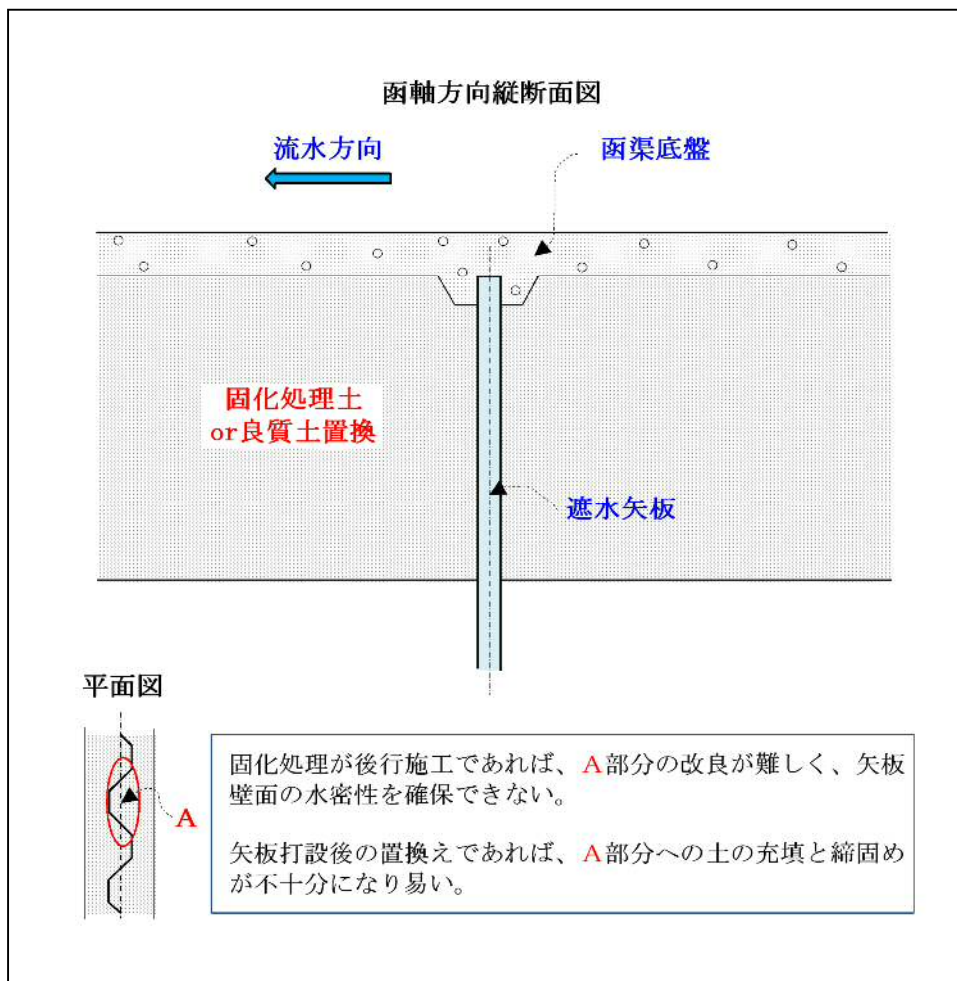 函軸方向縦断面図
流水方向
函渠底盤
固化処理土
or良質土置換
遮水矢板
平面図
A
固化処理が後行施工であれば、A部分の改良が難しく、矢板
壁面の水密性を確保できない。
矢板打設後の置換えであれば、A部分への土の充填と締固め
が不十分になり易い。